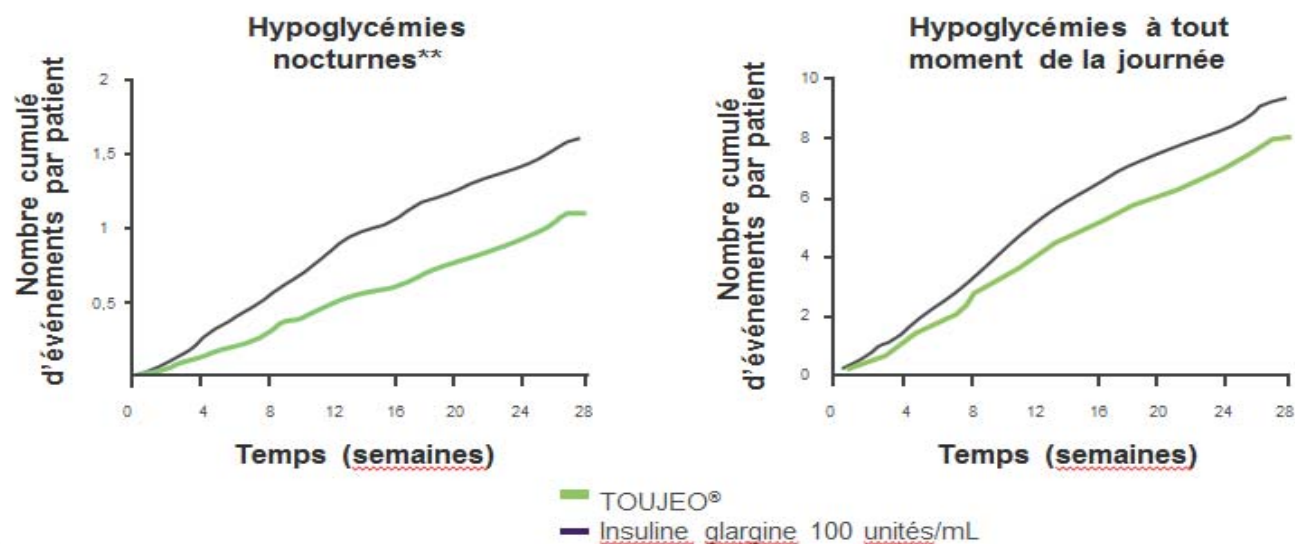 Hypoglycémies
nocturnes**
Nombre cumulé
d'événements par patient
2
1,5
1
0,5
0 4 8 12 16 20 24 28
Temps (semaines)
Hypoglycémies à tout
moment de la journée
Nombre cumulé
d'événements par patient
10
8
6
4
2
0
0 4 8 12 16 20 24 28
Temps (semaines)
TOUJEO®
Insuline glargine 100 unités/mL